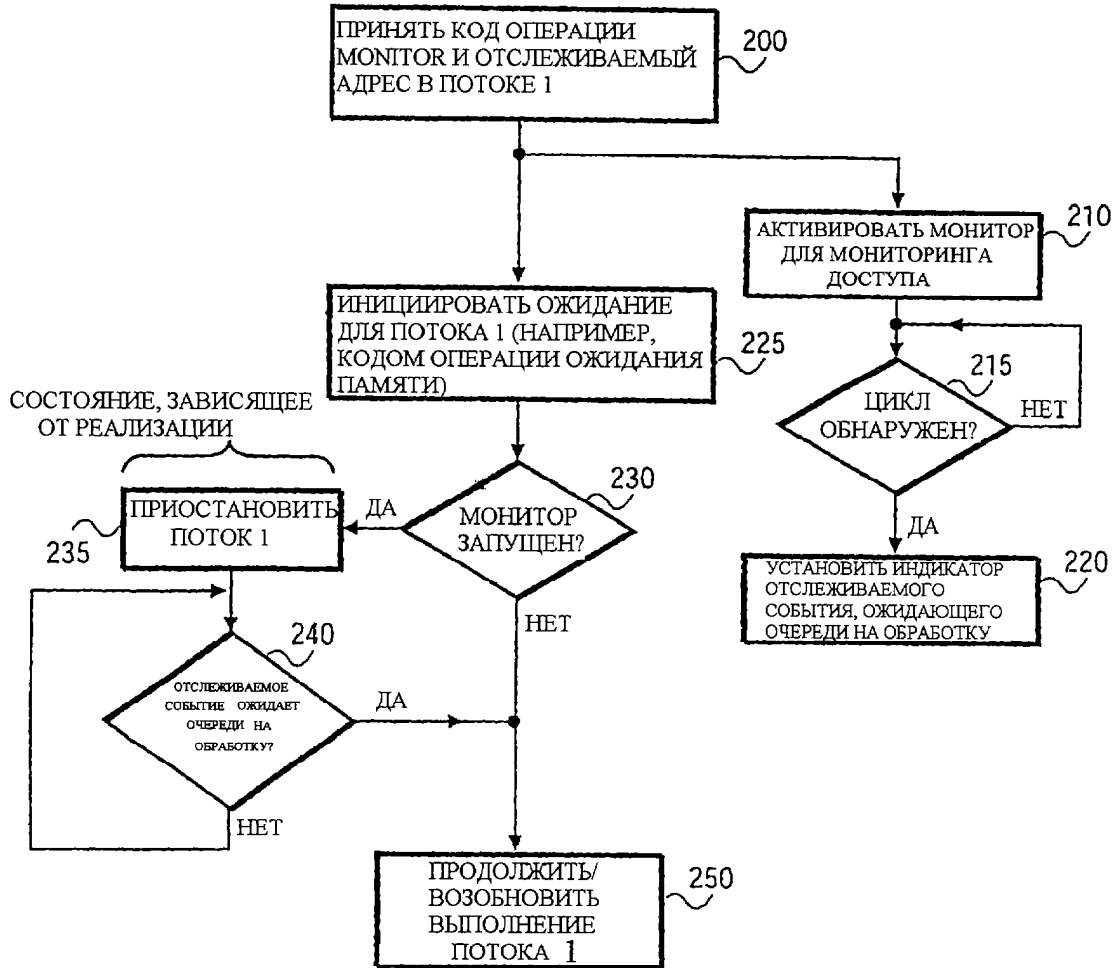 ПРИНЯТЬ КОД ОПЕРАЦИИ
MONITOR И ОТСЛЕЖИВАЕМЫЙ
АДРЕС В ПОТОКЕ 1
200
АКТИВИРОВАТЬ МОНИТОР
ДЛЯ МОНИТОРИНГА
ДОСТУПА
210
ИНИЦИИРОВАТЬ ОЖИДАНИЕ
ДЛЯ ПОТОКА 1 (НАПРИМЕР,
КОДОМ ОПЕРАЦИИ ОЖИДАНИЯ
ПАМЯТИ)
225
ЦИКЛ
ОБНАРУЖЕН?
215
НЕТ
ДА
СОСТОЯНИЕ, ЗАВИСЯЩЕЕ
ОТ РЕАЛИЗАЦИИ
ПРИОСТАНОВИТЬ
ПОТОК 1
235
ДА
МОНИТОР
ЗАПУЩЕН?
230
НЕТ
УСТАНОВИТЬ ИНДИКАТОР
ОТСЛЕЖИВАЕМОГО
СОБЫТИЯ, ОЖИДАЮЩЕГО
ОЧЕРЕДИ НА ОБРАБОТКУ
220
240
ОТСЛЕЖИВАЕМОЕ
СОБЫТИЕ ОЖИДАЕТ
ОЧЕРЕДИ НА
ОБРАБОТКУ?
ДА
НЕТ
ПРОДОЛЖИТЬ/
ВОЗОБНОВИТЬ
ВЫПОЛНЕНИЕ
ПОТОКА 1
250